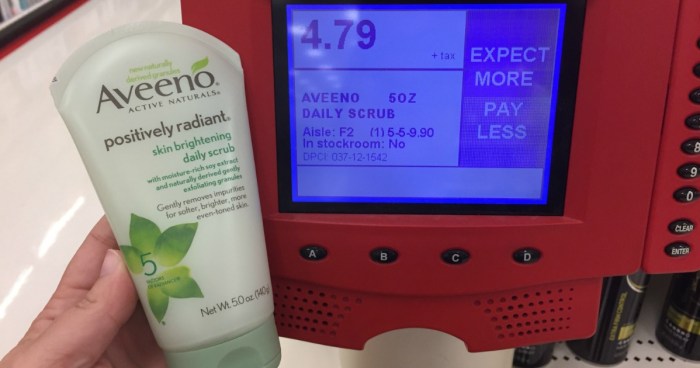 new naturally
derived granules
Aveeno®
ACTIVE NATURALS®
positively radiant®
skin brightening
daily scrub
with moisture-rich soy extract
and naturally derived gently
exfoliating granules
Gently removes impurities
for softer, brighter, more
even-toned skin.
5
Net Wt. 5.0 oz. (140g)
4.79
+ tax
EXPECT
MORE
PAY
LESS
AVEENO 5OZ
DAILY SCRUB
Aisle: F2 (1) 5-5-9.90
In stockroom: No
DPCI: 037-12-1542
A B C D
8
9
0
CLEAR
ENTER